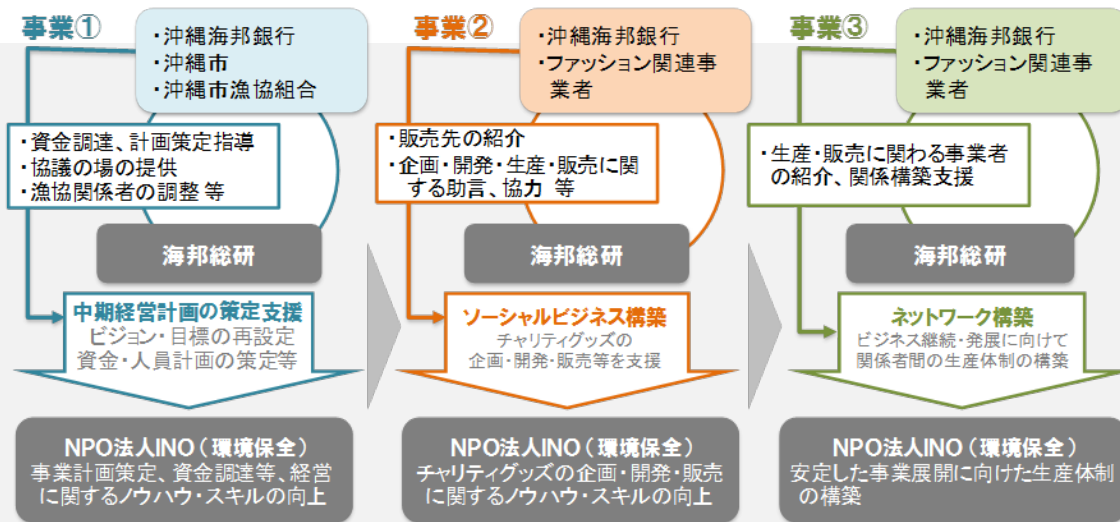 事業①
・沖縄海邦銀行
・沖縄市
・沖縄市漁協組合
・資金調達、計画策定指導
・協議の場の提供
・漁協関係者の調整 等
海邦総研
中期経営計画の策定支援
ビジョン・目標の再設定
資金・人員計画の策定等
NPO法人INO（環境保全）
事業計画策定、資金調達等、経営
に関するノウハウ・スキルの向上
事業②
・沖縄海邦銀行
・ファッション関連事
業者
・販売先の紹介
・企画・開発・生産・販売に関
する助言、協力 等
海邦総研
ソーシャルビジネス構築
チャリティグッズの
企画・開発・販売等を支援
NPO法人INO（環境保全）
チャリティグッズの企画・開発・販売
に関するノウハウ・スキルの向上
事業③
・沖縄海邦銀行
・ファッション関連事
業者
・生産・販売に関わる事業者
の紹介、関係構築支援
海邦総研
ネットワーク構築
ビジネス継続・発展に向けて
関係者間の生産体制の構築
NPO法人INO（環境保全）
安定した事業展開に向けた生産体制
の構築